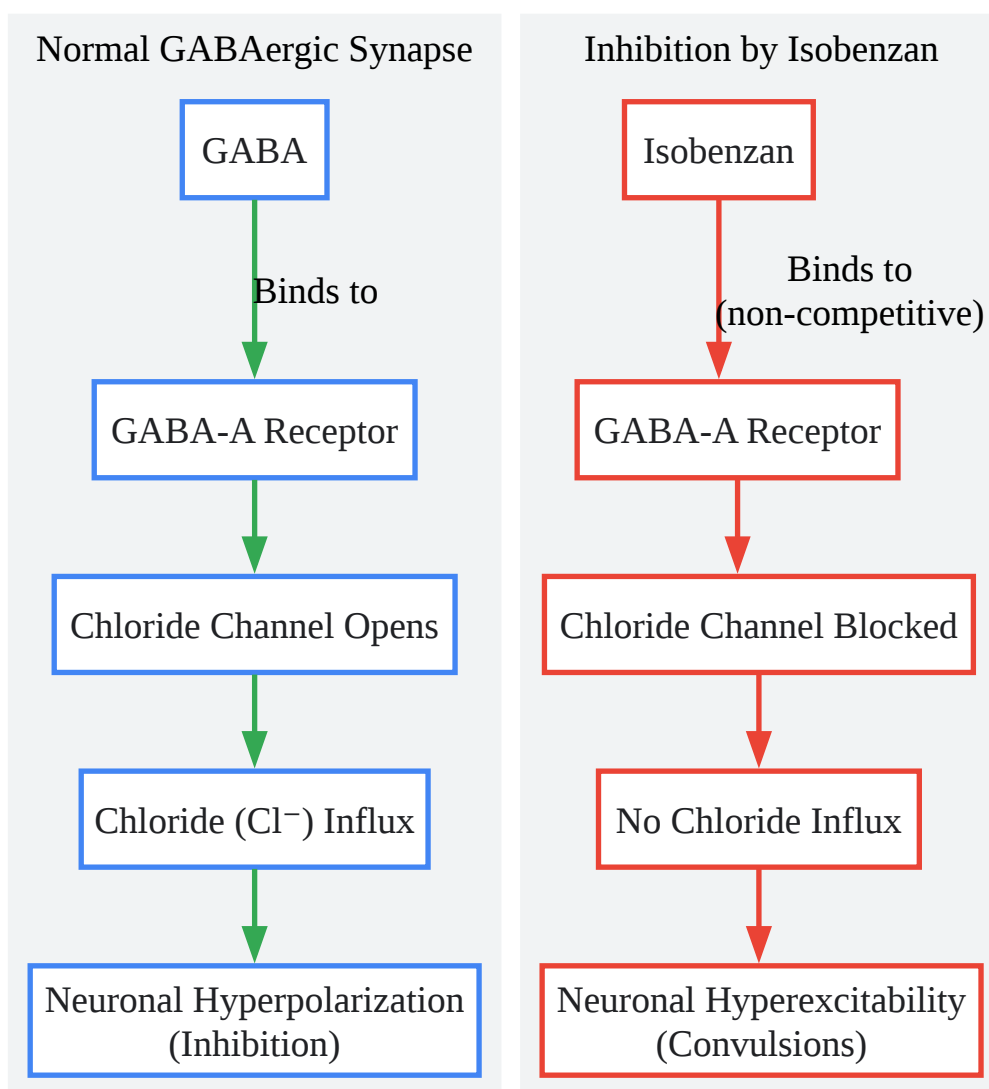 Normal GABAergic Synapse
GABA
Binds to
GABA-A Receptor
Chloride Channel Opens
Chloride (Cl⁻) Influx
Neuronal Hyperpolarization
(Inhibition)
Inhibition by Isobenzan
Isobenzan
Binds to
(non-competitive)
GABA-A Receptor
Chloride Channel Blocked
No Chloride Influx
Neuronal Hyperexcitability
(Convulsions)